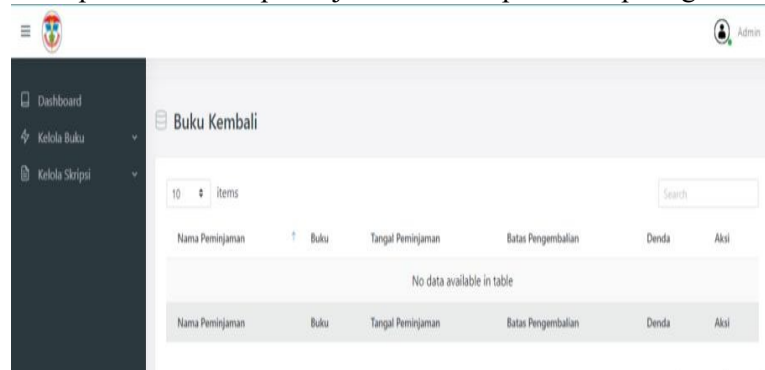 Admin
Dashboard
Kelola Buku
Kelola Skripsi
Buku Kembali
10 items
Search
Nama Peminjaman Buku Tangal Peminjaman Batas Pengembalian Denda Aksi
No data available in table
Nama Peminjaman Buku Tangal Peminjaman Batas Pengembalian Denda Aksi